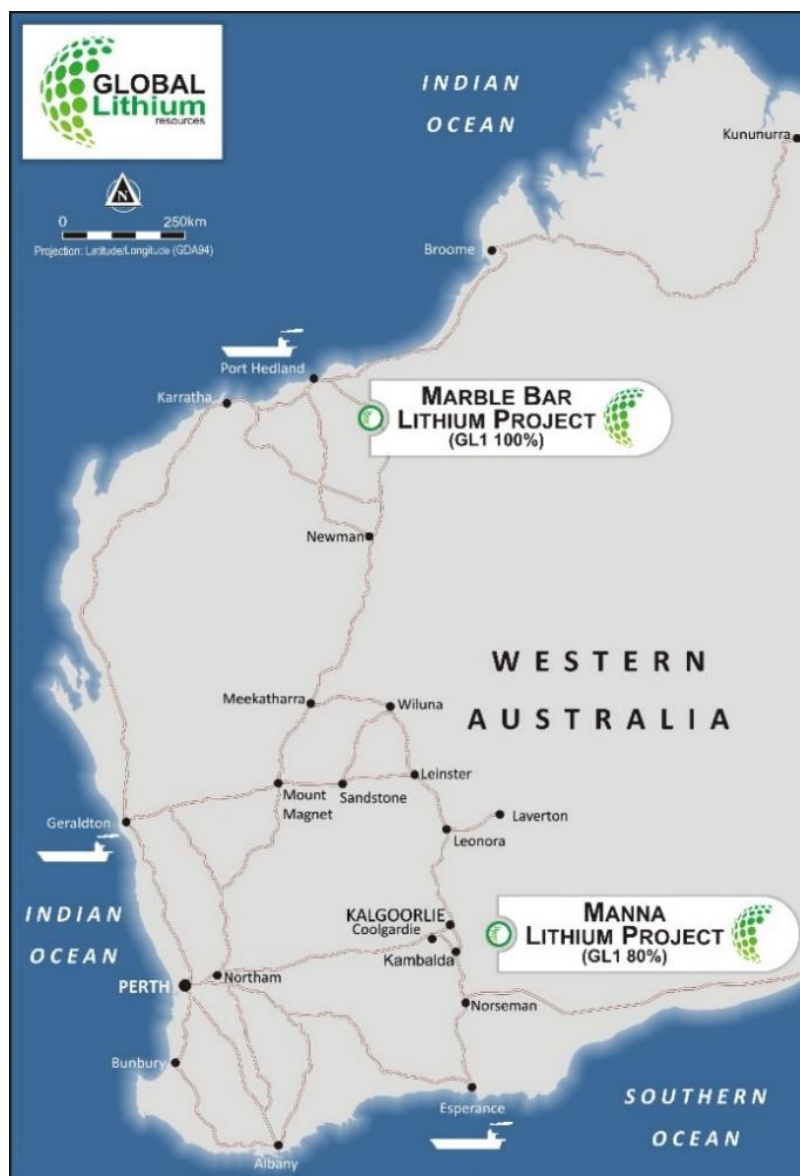 GLOBAL
Lithium
resources
INDIAN
OCEAN
Kununurra
N
0 250km
Projection: Latitude/Longitude (GDA94)
Broome
Port Hedland
Karratha
MARBLE BAR
LITHIUM PROJECT
(GL1 100%)
Newman
WESTERN
AUSTRALIA
Meekatharra
Wiluna
Leinster
Mount
Magnet
Sandstone
Laverton
Geraldton
Leonora
INDIAN
OCEAN
KALGOORLIE
Coolgardie
Kambalda
MANNA
LITHIUM PROJECT
(GL1 80%)
Northam
PERTH
Norseman
Bunbury
Esperance
SOUTHERN
OCEAN
Albany